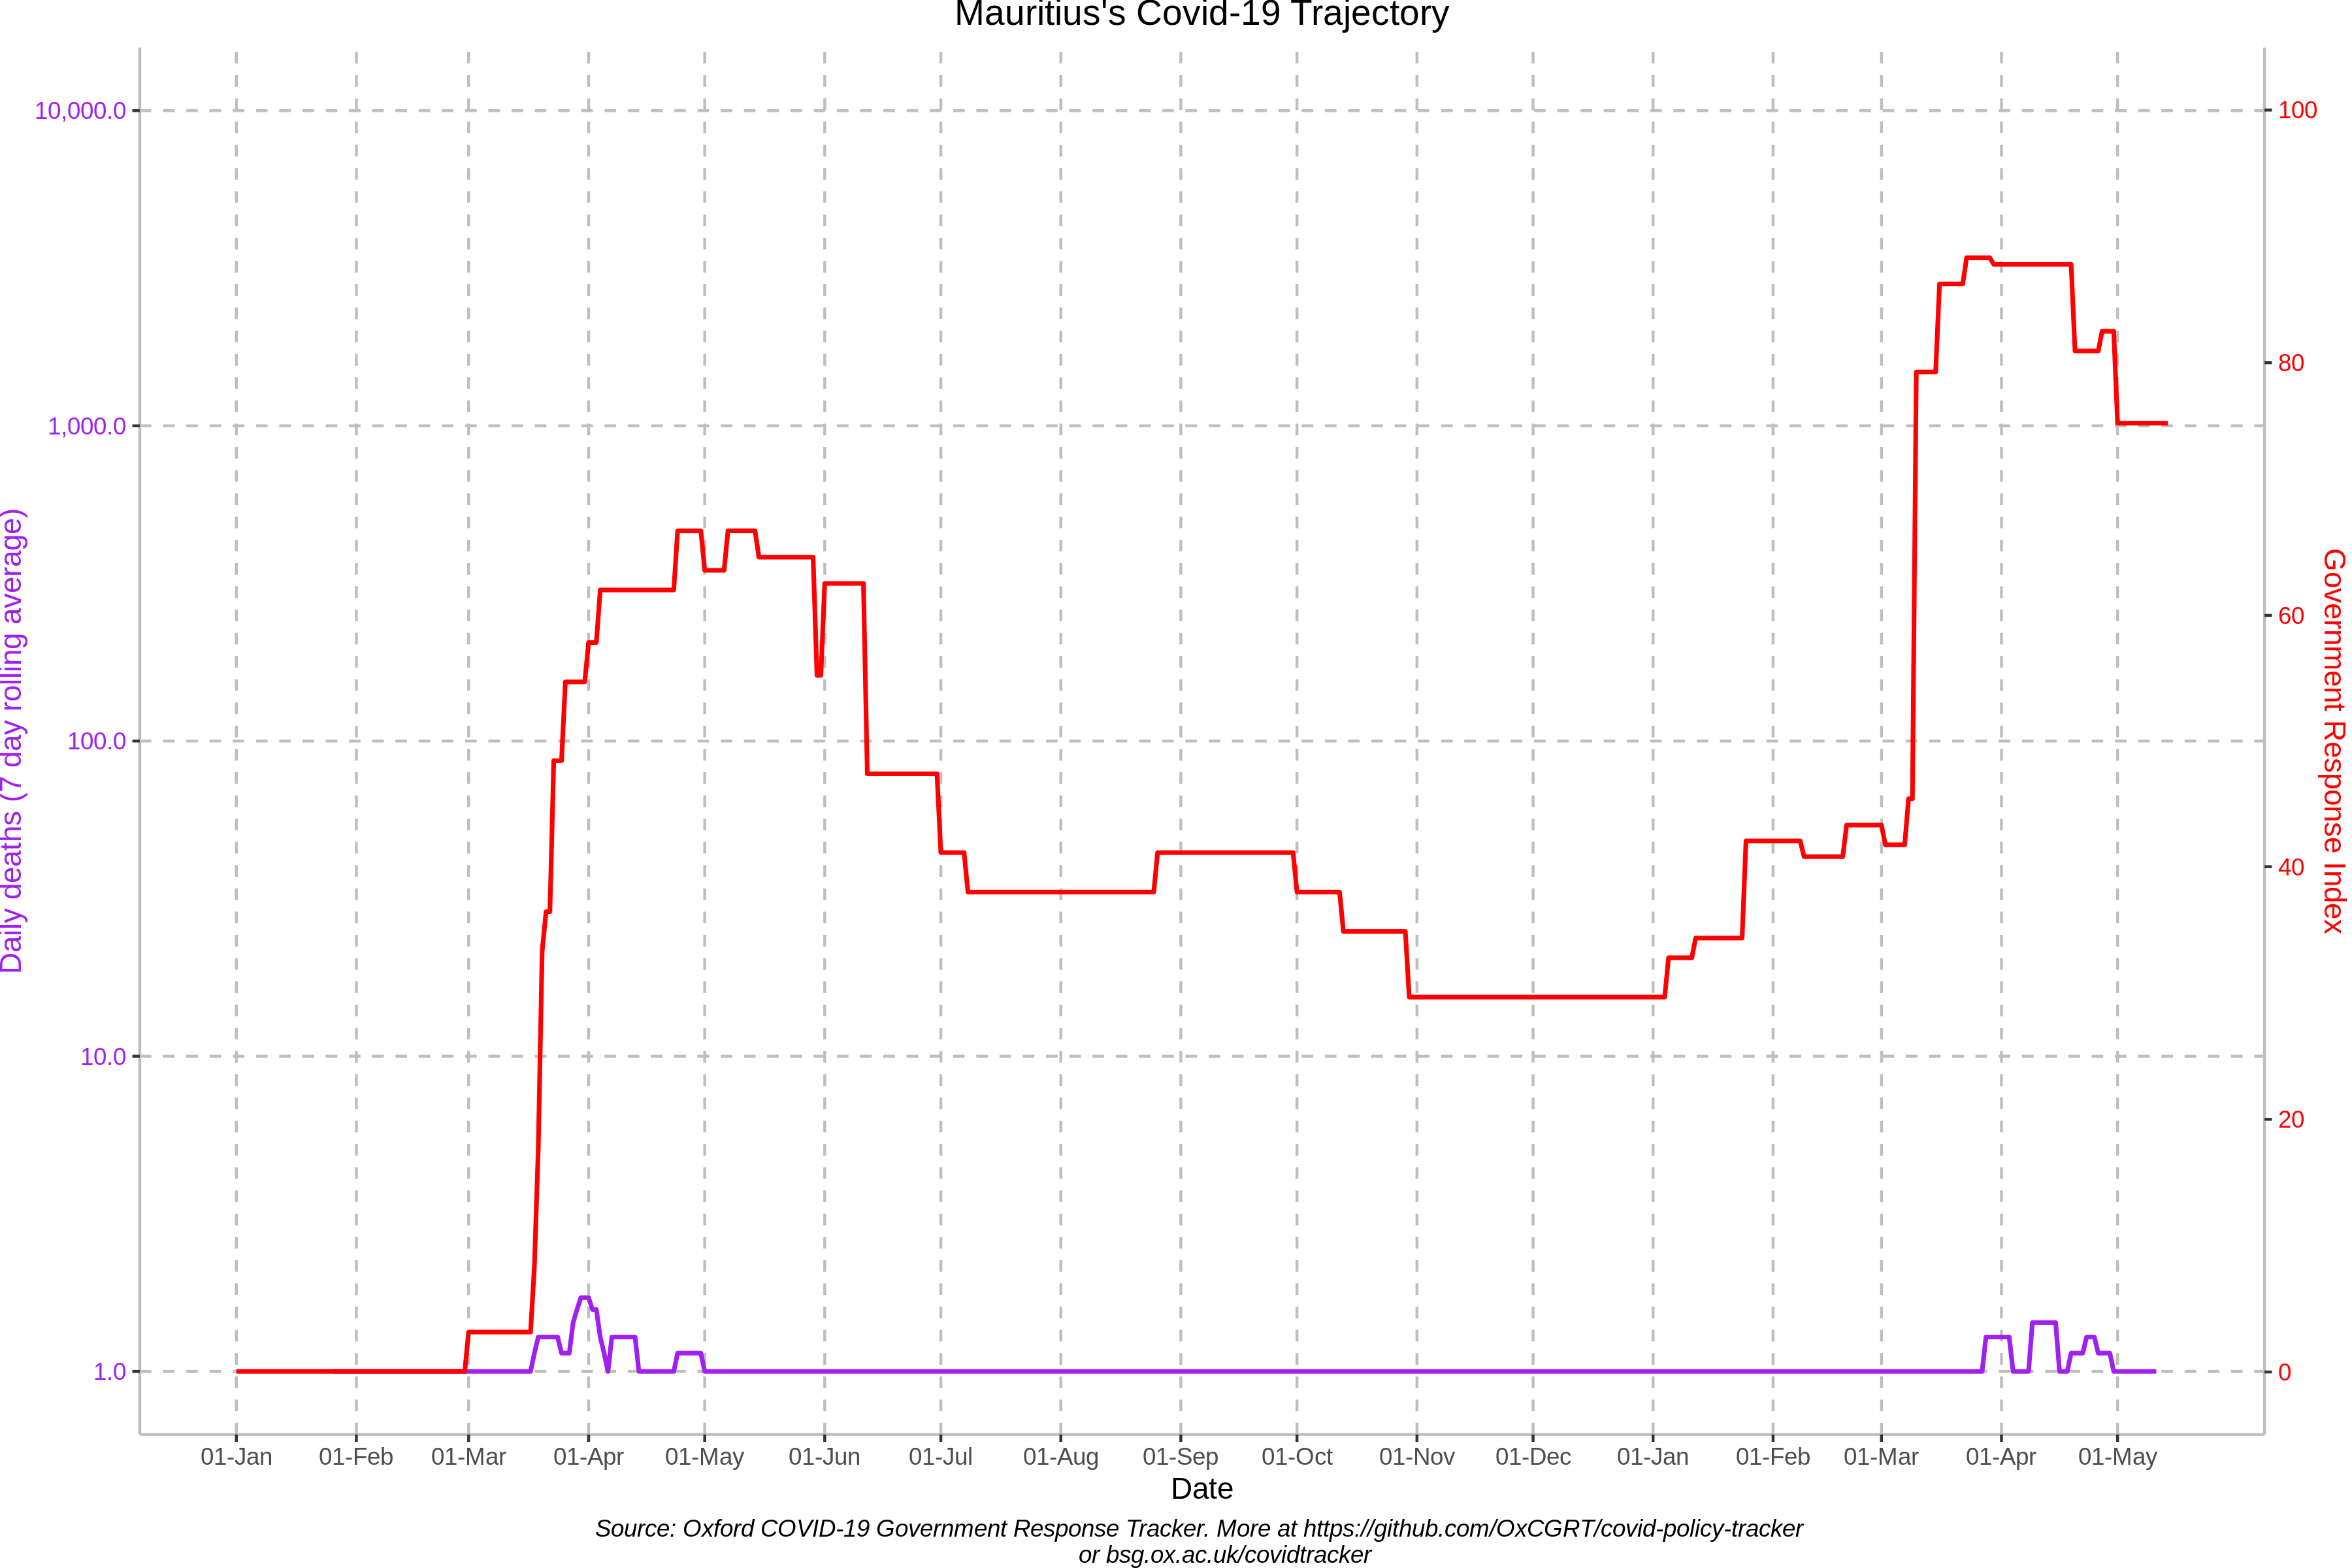 Mauritius's Covid-19 Trajectory
10,000.0
1,000.0
100.0
10.0
1.0
Daily deaths (7 day rolling average)
100
80
60
40
20
0
Government Response Index
01-Jan 01-Feb 01-Mar 01-Apr 01-May 01-Jun 01-Jul 01-Aug 01-Sep 01-Oct 01-Nov 01-Dec 01-Jan 01-Feb 01-Mar 01-Apr 01-May
Date
Source: Oxford COVID-19 Government Response Tracker. More at https://github.com/OxCGRT/covid-policy-tracker
or bsg.ox.ac.uk/covidtracker